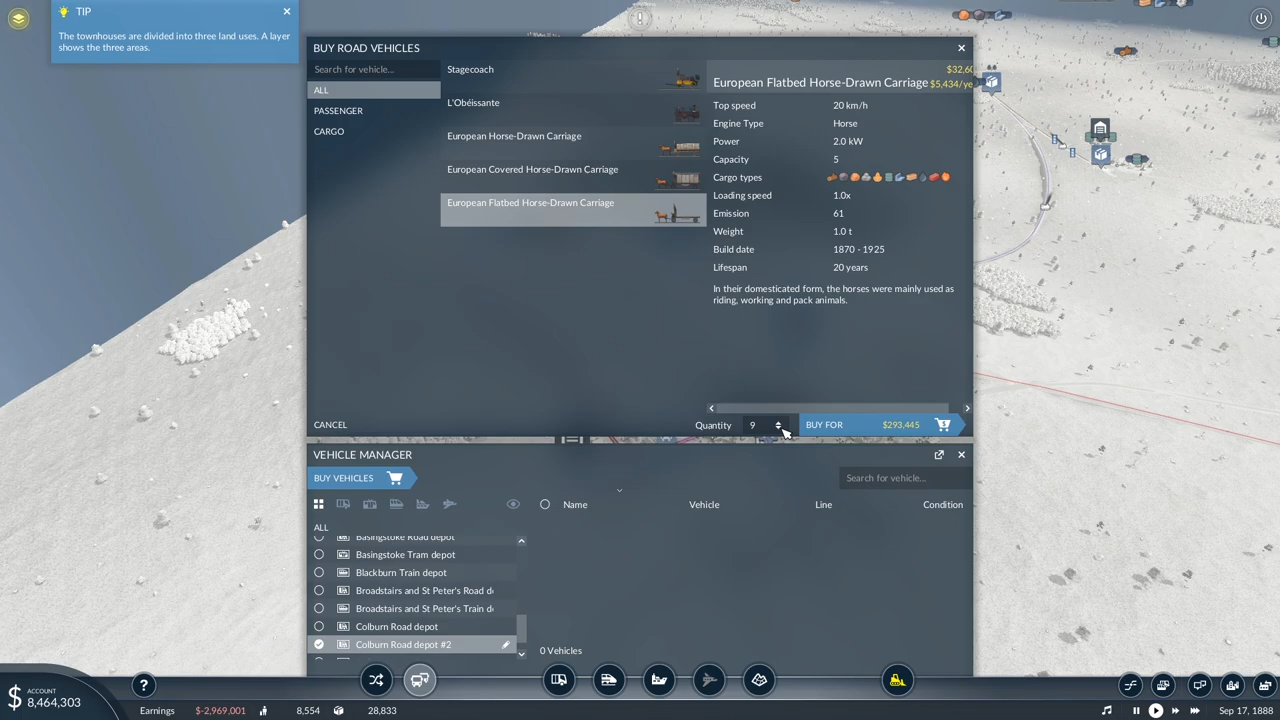 TIP
The townhouses are divided into three land uses. A layer
shows the three areas.
BUY ROAD VEHICLES
Search for vehicle...
ALL
PASSENGER
CARGO
Stagecoach
L'Obéissante
European Horse-Drawn Carriage
European Covered Horse-Drawn Carriage
European Flatbed Horse-Drawn Carriage
European Flatbed Horse-Drawn Carriage
Top speed 20 km/h
Engine Type Horse
Power 2.0 kW
Capacity 5
Cargo types
Loading speed 1.0x
Emission 61
Weight 1.0 t
Build date 1870 - 1925
Lifespan 20 years
In their domesticated form, the horses were mainly used as
riding, working and pack animals.
CANCEL
Quantity 9
BUY FOR $293,445
VEHICLE MANAGER
BUY VEHICLES
Search for vehicle...
Name Vehicle Line Condition
ALL
Basingstoke Road depot
Basingstoke Tram depot
Blackburn Train depot
Broadstairs and St Peter's Road
Broadstairs and St Peter's Train
Colburn Road depot
Colburn Road depot #2
0 Vehicles
$ ACCOUNT
8,464,303
?
Earnings $-2,969,001 8,554 28,833
Sep 17, 1888